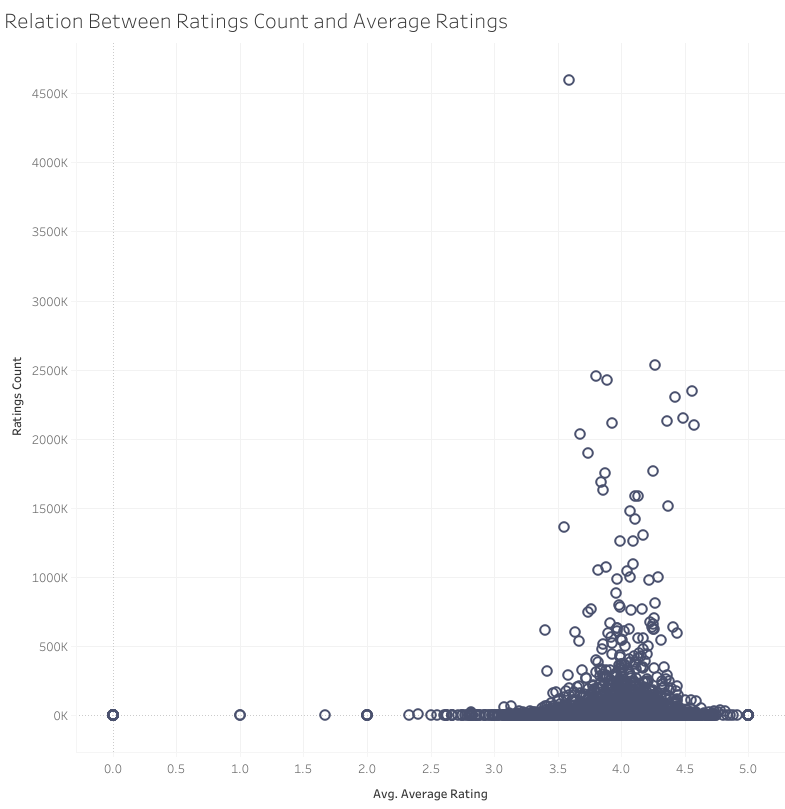 Relation Between Ratings Count and Average Ratings
4500K
4000K
3500K
3000K
2500K
2000K
1500K
1000K
500K
0K
Ratings Count
0.0 0.5 1.0 1.5 2.0 2.5 3.0 3.5 4.0 4.5 5.0
Avg. Average Rating